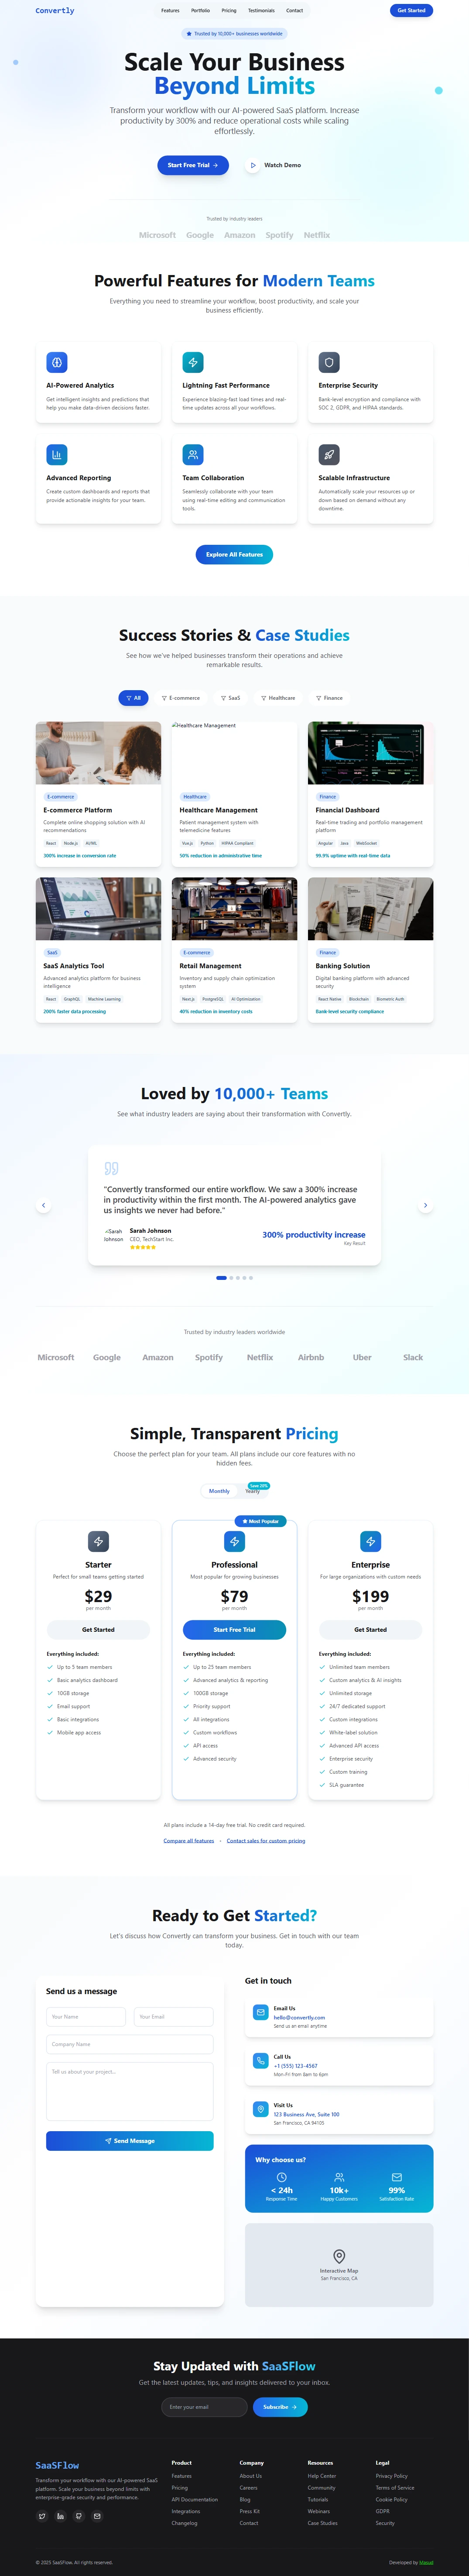 Convertly
Features Portfolio Pricing Testimonials Contact
Get Started
Trusted by 10,000+ businesses worldwide
Scale Your Business
Beyond Limits
Transform your workflow with our AI-powered SaaS platform. Increase
productivity by 300% and reduce operational costs while scaling
effortlessly.
Start Free Trial
Watch Demo
Trusted by industry leaders
Microsoft Google Amazon Spotify Netflix
Powerful Features for Modern Teams
Everything you need to streamline your workflow, boost productivity, and scale your
business efficiently.
AI-Powered Analytics
Get intelligent insights and predictions that
help you make data-driven decisions faster.
Lightning Fast Performance
Experience blazing-fast load times and real-
time updates across all your workflows.
Enterprise Security
Bank-level encryption and compliance with
SOC 2, GDPR, and HIPAA standards.
Advanced Reporting
Create custom dashboards and reports that
provide actionable insights for your team.
Team Collaboration
Seamlessly collaborate with your team
using real-time editing and communication
tools.
Scalable Infrastructure
Automatically scale your resources up or
down based on demand without any
downtime.
Explore All Features
Success Stories & Case Studies
See how we've helped businesses transform their operations and achieve
remarkable results.
All E-commerce SaaS Healthcare Finance
E-commerce
E-commerce Platform
Complete online shopping solution with AI
recommendations
React Node.js AI/ML
300% increase in conversion rate
Healthcare Management
Healthcare
Healthcare Management
Patient management system with
telemedicine features
Vue.js Python HIPAA Compliant
50% reduction in administrative time
Finance
Financial Dashboard
Real-time trading and portfolio management
platform
Angular Java WebSocket
99.9% uptime with real-time data
SaaS
SaaS Analytics Tool
Advanced analytics platform for business
intelligence
React GraphQL Machine Learning
200% faster data processing
E-commerce
Retail Management
Inventory and supply chain optimization
system
Next.js PostgreSQL AI Optimization
40% reduction in inventory costs
Finance
Banking Solution
Digital banking platform with advanced
security
React Native Blockchain Biometric Auth
Bank-level security compliance
Loved by 10,000+ Teams
See what industry leaders are saying about their transformation with Convertly.
"Convertly transformed our entire workflow. We saw a 300% increase
in productivity within the first month. The AI-powered analytics gave
us insights we never had before."
Sarah
Johnson
Sarah Johnson
CEO, TechStart Inc.
300% productivity increase
Key Result
Trusted by industry leaders worldwide
Microsoft Google Amazon Spotify Netflix Airbnb Uber Slack
Simple, Transparent Pricing
Choose the perfect plan for your team. All plans include our core features with no
hidden fees.
Monthly Yearly
Save 20%
Starter
Perfect for small teams getting started
$29
per month
Get Started
Everything included:
Up to 5 team members
Basic analytics dashboard
10GB storage
Email support
Basic integrations
Mobile app access
Most Popular
Professional
Most popular for growing businesses
$79
per month
Start Free Trial
Everything included:
Up to 25 team members
Advanced analytics & reporting
100GB storage
Priority support
All integrations
Custom workflows
API access
Advanced security
Enterprise
For large organizations with custom needs
$199
per month
Get Started
Everything included:
Unlimited team members
Custom analytics & AI insights
Unlimited storage
24/7 dedicated support
Custom integrations
White-label solution
Advanced API access
Enterprise security
Custom training
SLA guarantee
All plans include a 14-day free trial. No credit card required.
Compare all features • Contact sales for custom pricing
Ready to Get Started?
Let's discuss how Convertly can transform your business. Get in touch with our team
today.
Send us a message
Your Name
Your Email
Company Name
Tell us about your project...
Send Message
Get in touch
Email Us
hello@convertly.com
Send us an email anytime
Call Us
+1 (555) 123-4567
Mon-Fri from 8am to 6pm
Visit Us
123 Business Ave, Suite 100
San Francisco, CA 94105
Why choose us?
< 24h
Response Time
10k+
Happy Customers
99%
Satisfaction Rate
Interactive Map
San Francisco, CA
Stay Updated with SaaSFlow
Get the latest updates, tips, and insights delivered to your inbox.
Enter your email
Subscribe
SaaSFlow
Transform your workflow with our AI-powered SaaS
platform. Scale your business beyond limits with
enterprise-grade security and performance.
Product
Features
Pricing
API Documentation
Integrations
Changelog
Company
About Us
Careers
Blog
Press Kit
Contact
Resources
Help Center
Community
Tutorials
Webinars
Case Studies
Legal
Privacy Policy
Terms of Service
Cookie Policy
GDPR
Security
© 2025 SaaSFlow. All rights reserved.
Developed by